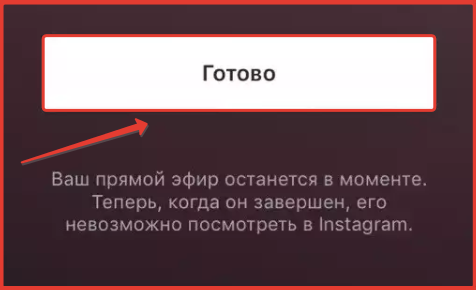 Готово
Ваш прямой эфир останется в моменте.
Теперь, когда он завершен, его
невозможно посмотреть в Instagram.